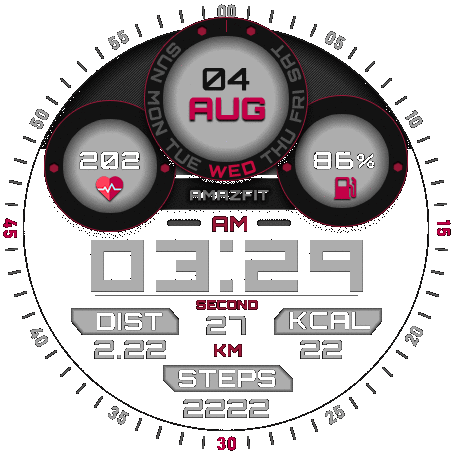 00
55 05
50 10
45 15
40 20
35 25
30
SUN MON TUE WED THU FRI SAT
04
AUG
202
86%
AMAZFIT
AM
03:29
SECOND
27
DIST
2.22
KM
KCAL
22
STEPS
2222